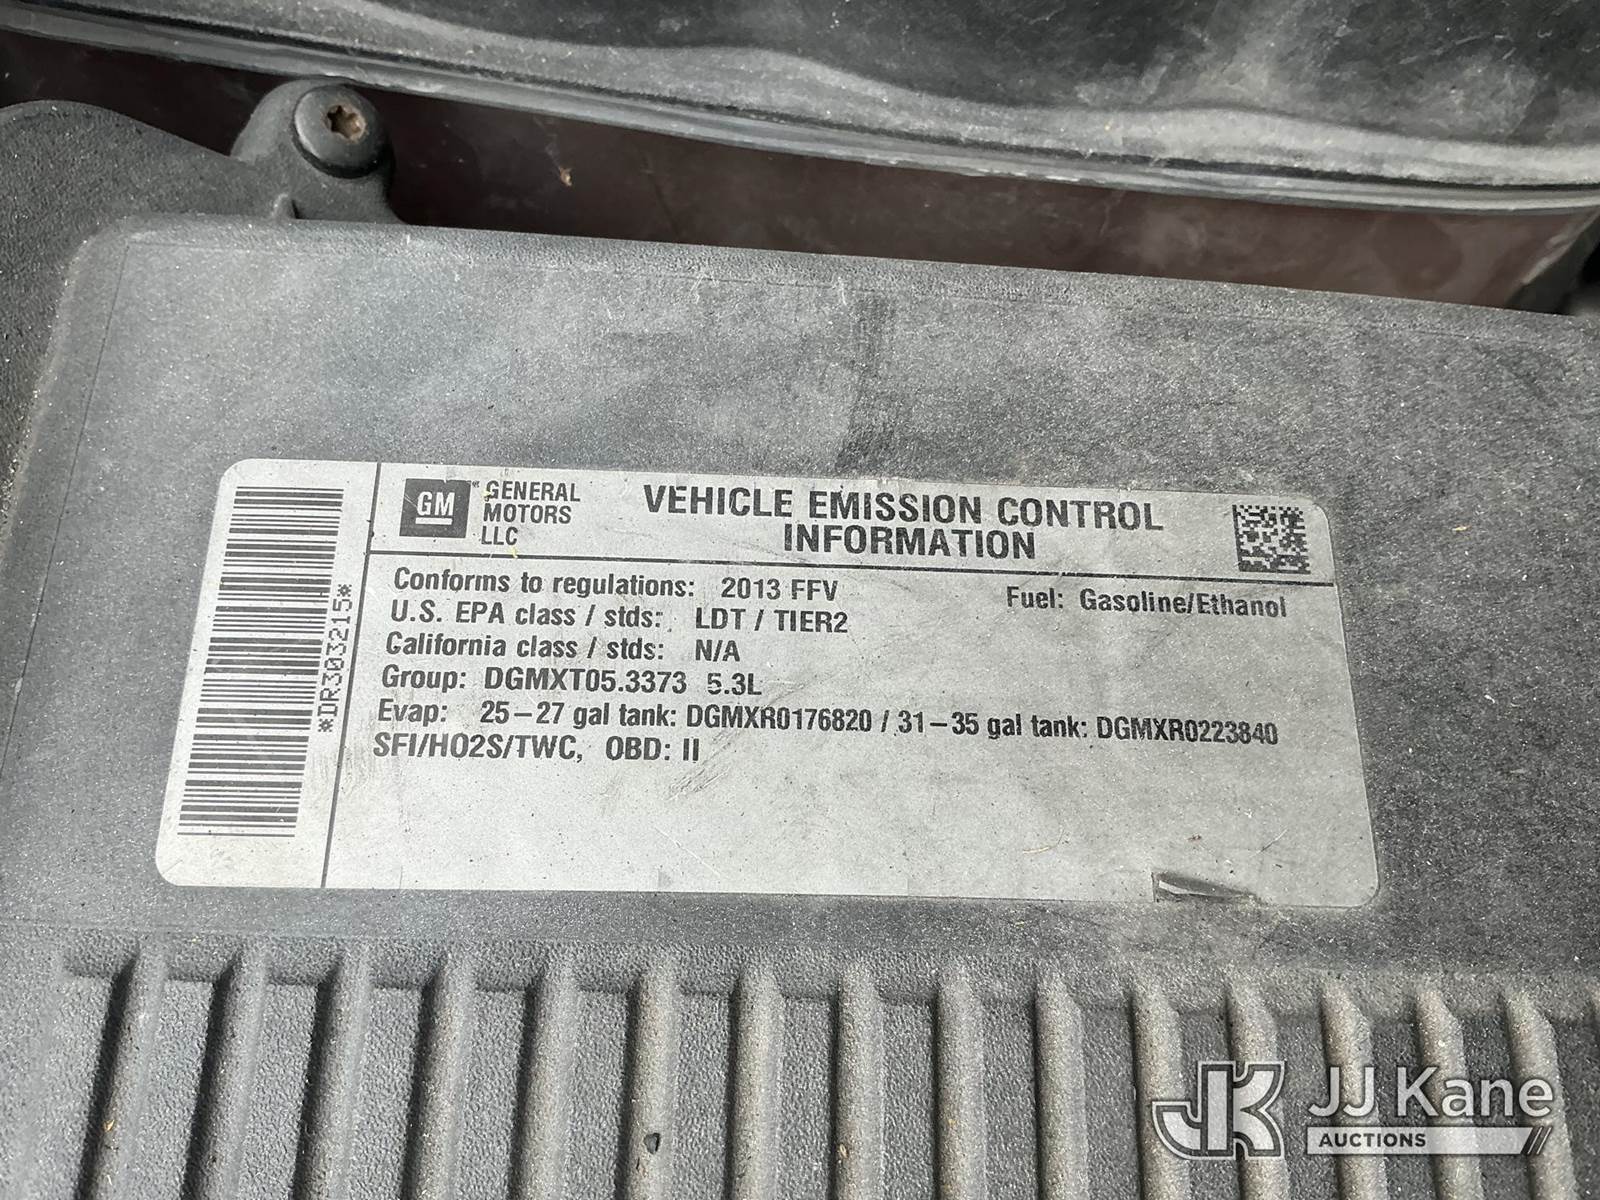 *DR303215*
GM
GENERAL
MOTORS
LLC
VEHICLE EMISSION CONTROL
INFORMATION
Conforms to regulations: 2013 FFV
Fuel: Gasoline/Ethanol
U.S. EPA class / stds: LDT / TIER2
California class / stds: N/A
Group: DGMXT05.3373 5.3L
Evap: 25-27 gal tank: DGMXR0176820 / 31-35 gal tank: DGMXR0223840
SFI/HO2S/TWC, OBD: II
JK
JJ Kane
AUCTIONS